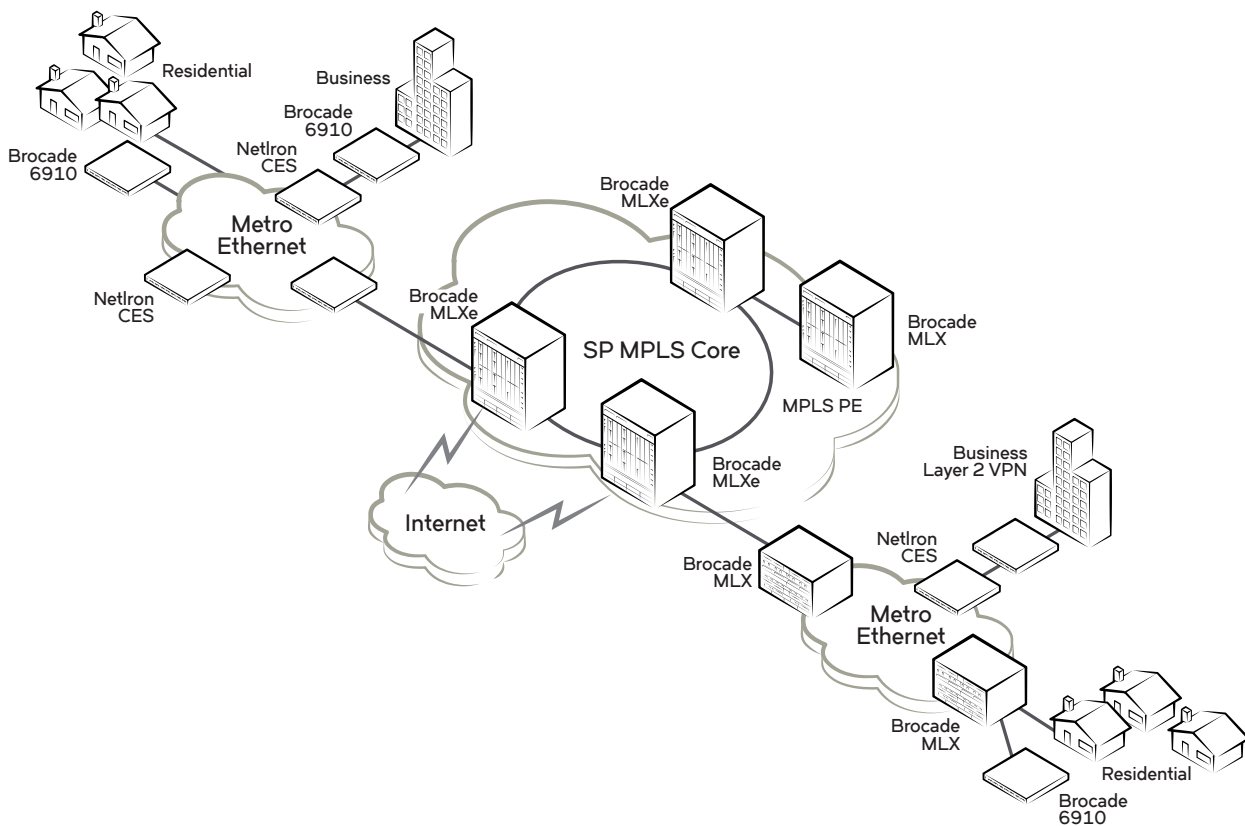 Residential
Business
Brocade
6910
Brocade
6910
NetIron
CES
Metro
Ethernet
NetIron
CES
Brocade
MLXe
Brocade
MLXe
SP MPLS Core
Brocade
MLX
MPLS PE
Brocade
MLXe
Internet
Business
Layer 2 VPN
NetIron
CES
Brocade
MLX
Metro
Ethernet
Brocade
MLX
Residential
Brocade
6910